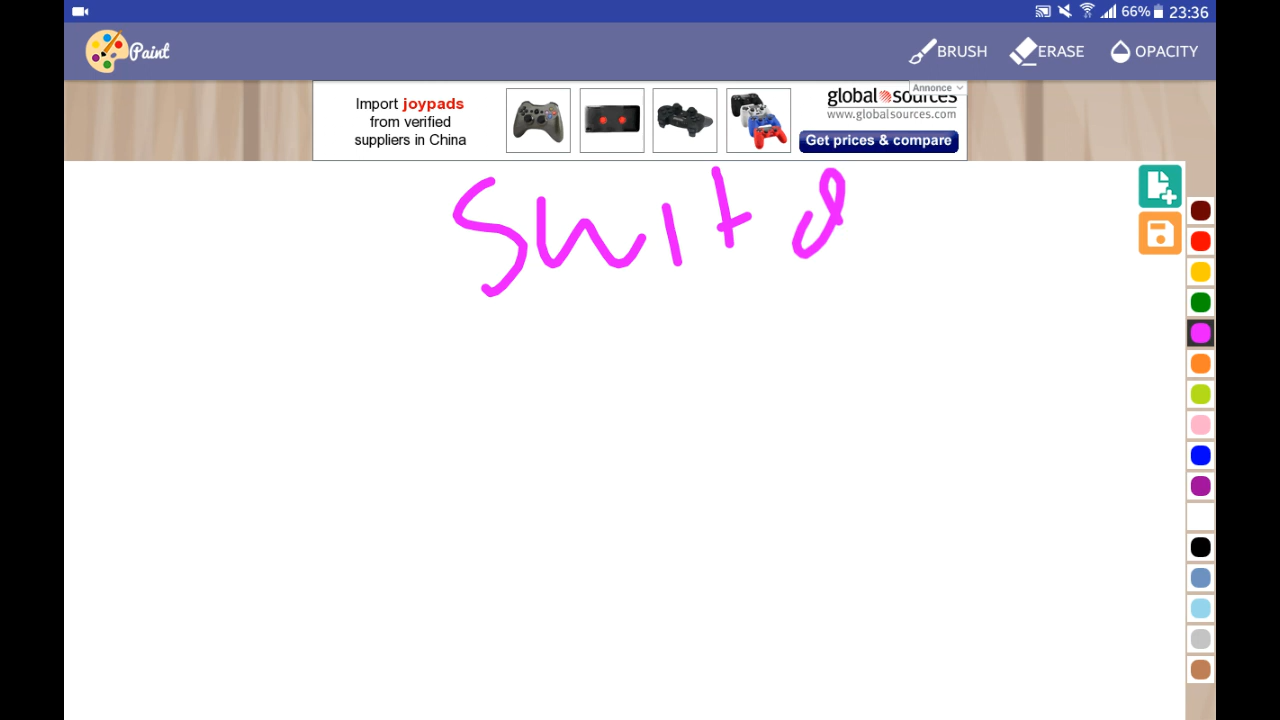 66% 23:36
Paint BRUSH ERASE OPACITY
Annonce
Import joypads
from verified
suppliers in China
global sources
www.globalsources.com
Get prices & compare